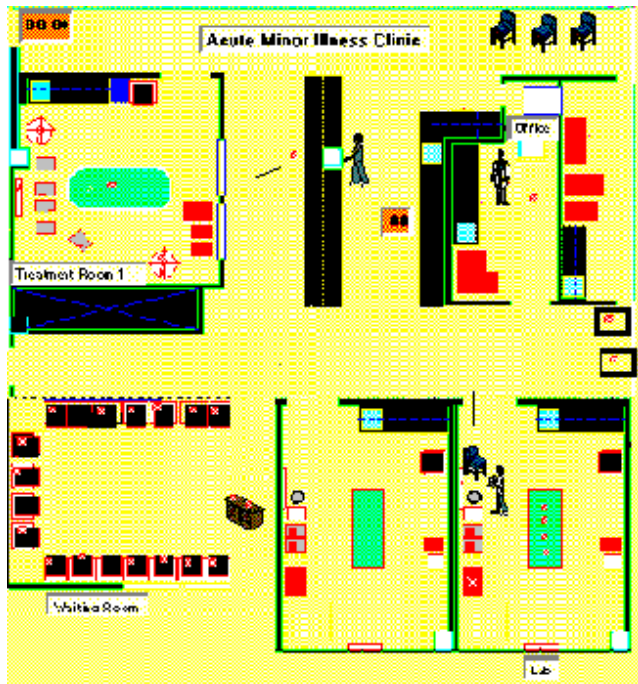 Acute Minor Illness Clinic
Office
Treatment Room 1
Waiting Room
Lab